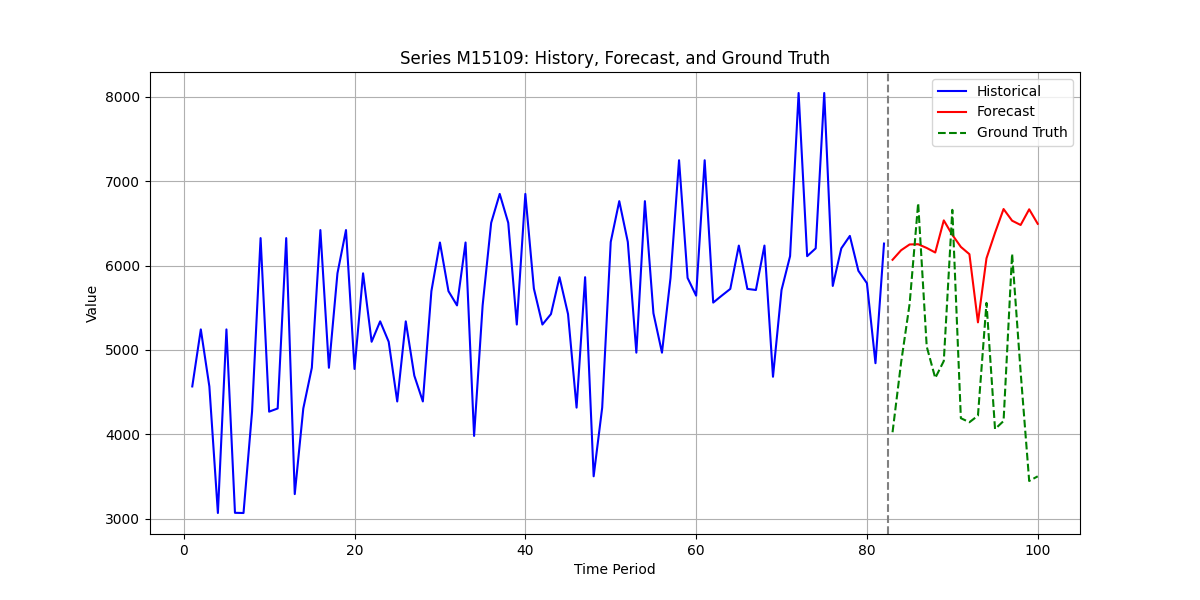 Series M15109: History, Forecast, and Ground Truth
Historical
Forecast
Ground Truth
Value
8000
7000
6000
5000
4000
3000
0 20 40 60 80 100
Time Period